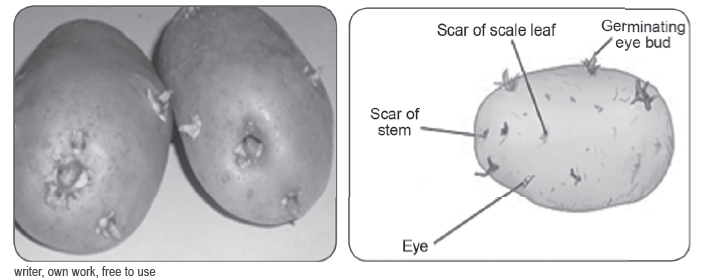 Scar of scale leaf
Germinating
eye bud
Scar of
stem
Eye
writer, own work, free to use